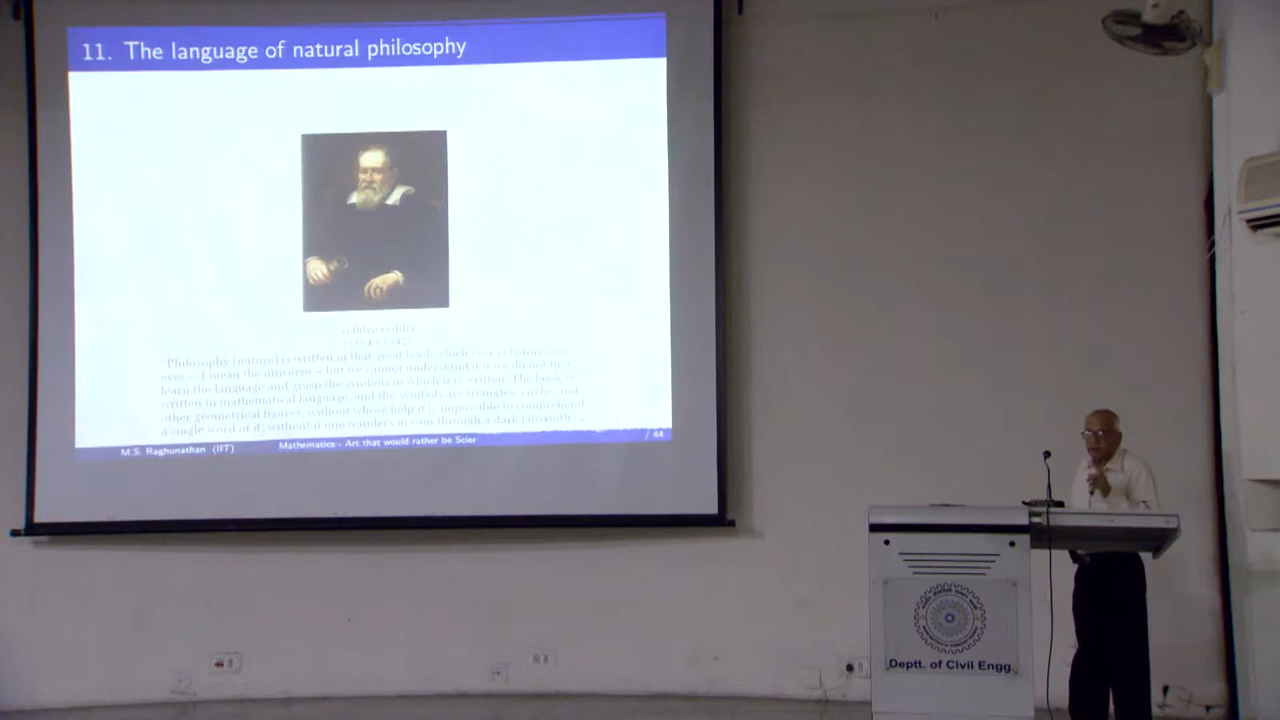 11. The language of natural philosophy
Galileo Galilei
(1564 - 1642)
"Philosophy [nature] is written in that great book which ever is before our
eyes -- I mean the universe -- but we cannot understand it if we do not first
learn the language and grasp the symbols in which it is written. The book is
written in mathematical language, and the symbols are triangles, circles and
other geometrical figures, without whose help it is impossible to comprehend
a single word of it; without it one wanders in vain through a dark labyrinth.
M.S. Raghunathan (IIT)
Mathematics - Art that would rather be Scier
/ 44
Deptt. of Civil Engg.